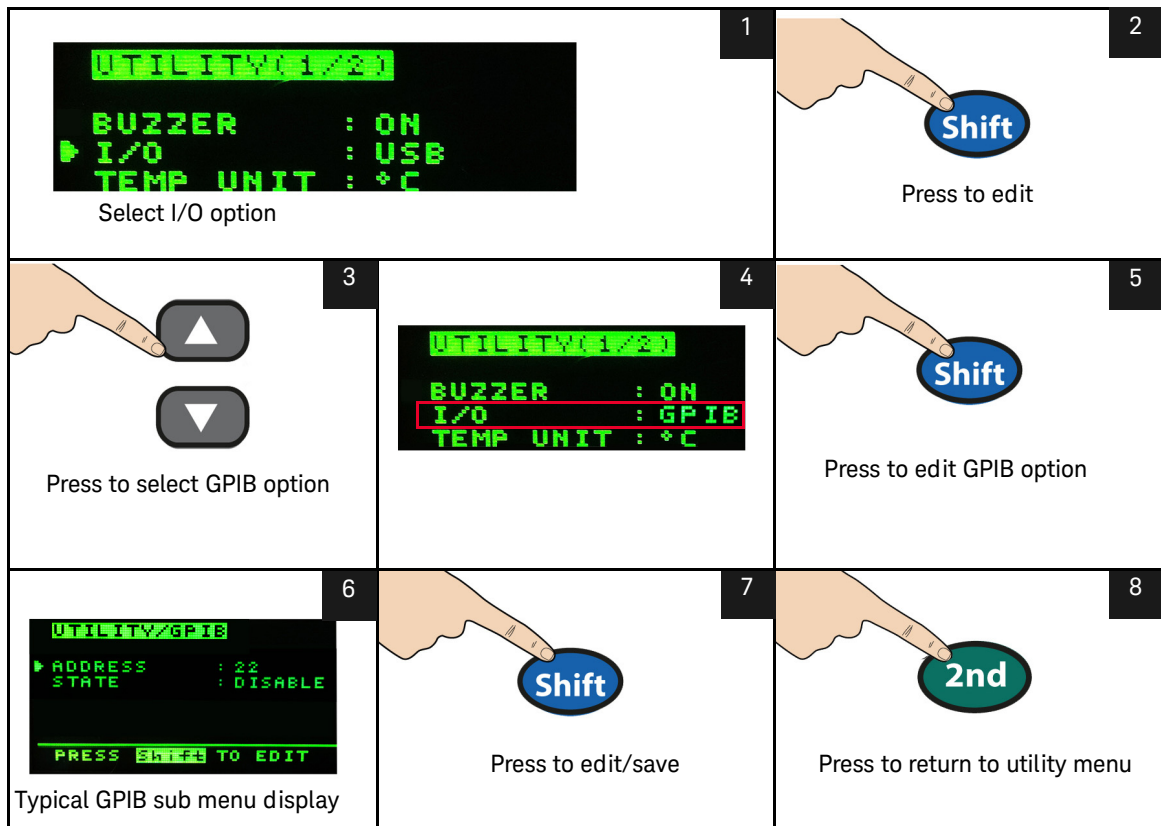 1
UTILITY(1/2)
BUZZER : ON
I/O : USB
TEMP UNIT : °C
Select I/O option
2
Shift
Press to edit
3
Press to select GPIB option
4
UTILITY(1/2)
BUZZER : ON
I/O : GPIB
TEMP UNIT : °C
5
Shift
Press to edit GPIB option
6
UTILITY/GPIB
ADDRESS : 22
STATE : DISABLE
PRESS Shift TO EDIT
Typical GPIB sub menu display
7
Shift
Press to edit/save
8
2nd
Press to return to utility menu